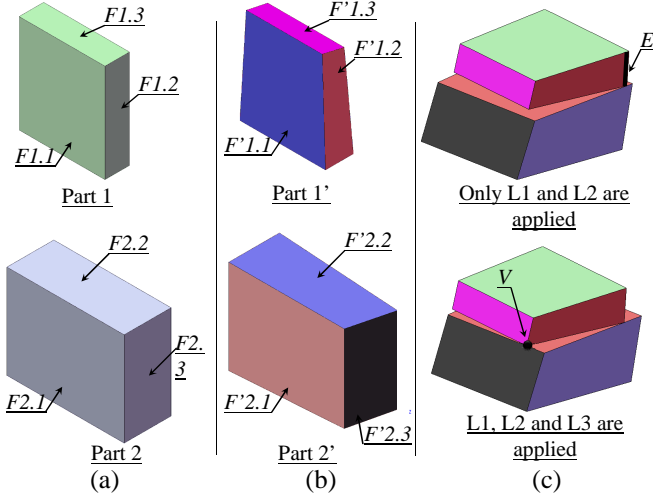 F1.3
F1.2
F1.1
Part 1
F'1.3
F'1.2
F'1.1
Part 1'
E
Only L1 and L2 are
applied
F2.2
F2.
3
F2.1
Part 2
(a)
F'2.2
F'2.1
F'2.3
Part 2'
(b)
V
L1, L2 and L3 are
applied
(c)